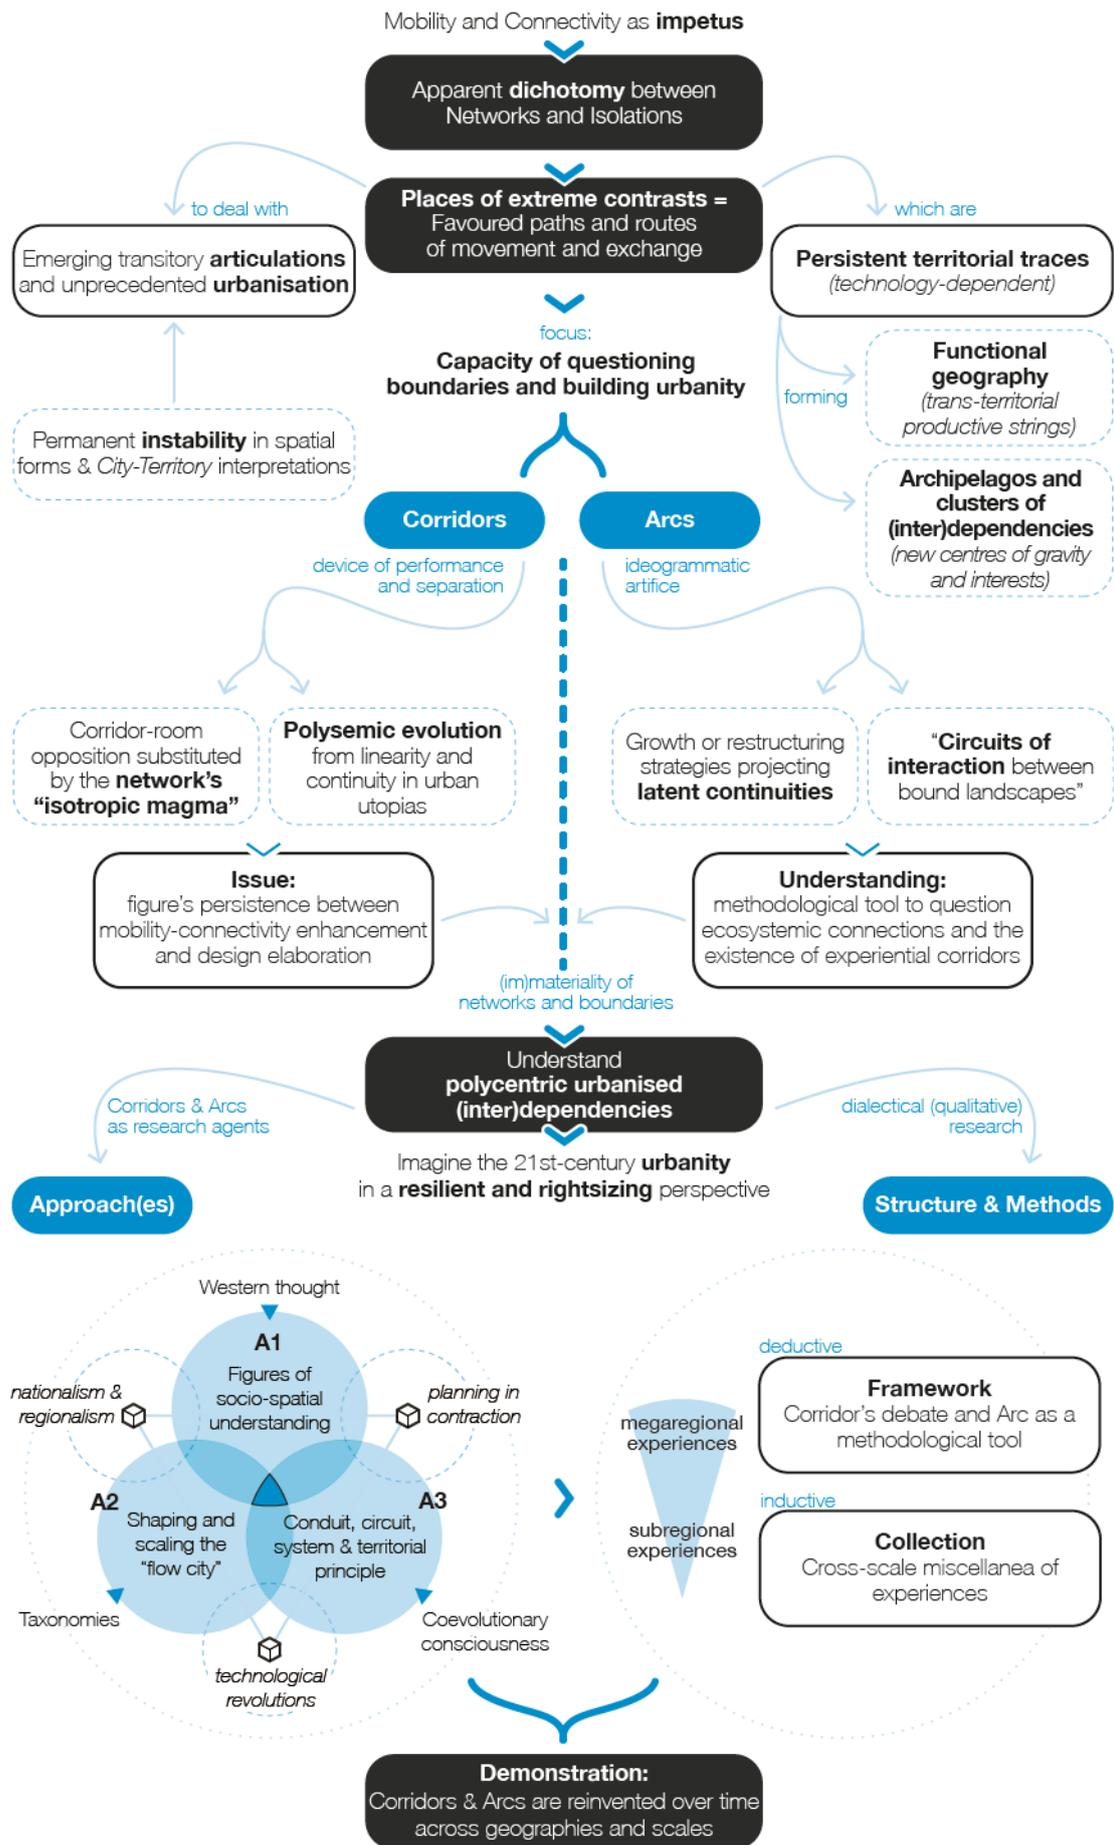 Mobility and Connectivity as impetus
Apparent dichotomy between
Networks and Isolations
Places of extreme contrasts =
Favoured paths and routes
of movement and exchange
to deal with
Emerging transitory articulations
and unprecedented urbanisation
Permanent instability in spatial
forms & City-Territory interpretations
which are
Persistent territorial traces
(technology-dependent)
forming
Functional
geography
(trans-territorial
productive strings)
Archipelagos and
clusters of
(inter)dependencies
(new centres of gravity
and interests)
focus:
Capacity of questioning
boundaries and building urbanity
Corridors
Arcs
device of performance
and separation
ideogrammatic
artifice
Corridor-room
opposition substituted
by the network's
"isotropic magma"
Polysemic evolution
from linearity and
continuity in urban
utopias
Growth or restructuring
strategies projecting
latent continuities
"Circuits of
interaction between
bound landscapes"
Issue:
figure's persistence between
mobility-connectivity enhancement
and design elaboration
Understanding:
methodological tool to question
ecosystemic connections and the
existence of experiential corridors
(im)materiality of
networks and boundaries
Understand
polycentric urbanised
(inter)dependencies
Corridors & Arcs
as research agents
dialectical (qualitative)
research
Imagine the 21st-century urbanity
in a resilient and rightsizing perspective
Approach(es)
Structure & Methods
Western thought
A1
Figures of
socio-spatial
understanding
nationalism &
regionalism
planning in
contraction
A2
Shaping and
scaling the
"flow city"
A3
Conduit, circuit,
system & territorial
principle
Taxonomies
Coevolutionary
consciousness
technological
revolutions
megaregional
experiences
subregional
experiences
deductive
Framework
Corridor's debate and Arc as a
methodological tool
inductive
Collection
Cross-scale miscellanea of
experiences
Demonstration:
Corridors & Arcs are reinvented over time
across geographies and scales